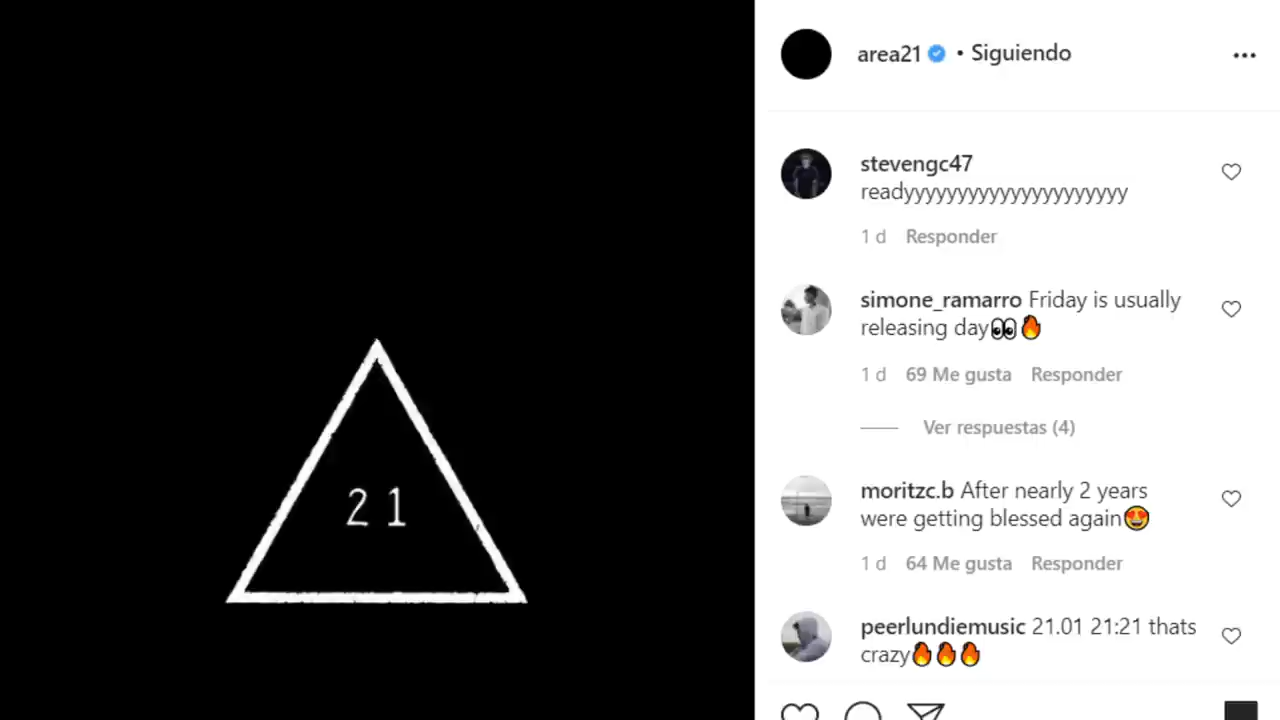 21
area21 • Siguiendo
stevengc47
readyyyyyyyyyyyyyyyyyyyyy
1 d Responder
simone_ramarro Friday is usually
releasing day👀🔥
1 d 69 Me gusta Responder
Ver respuestas (4)
moritzc.b After nearly 2 years
were getting blessed again😍
1 d 64 Me gusta Responder
peerlundiemusic 21.01 21:21 thats
crazy🔥🔥🔥